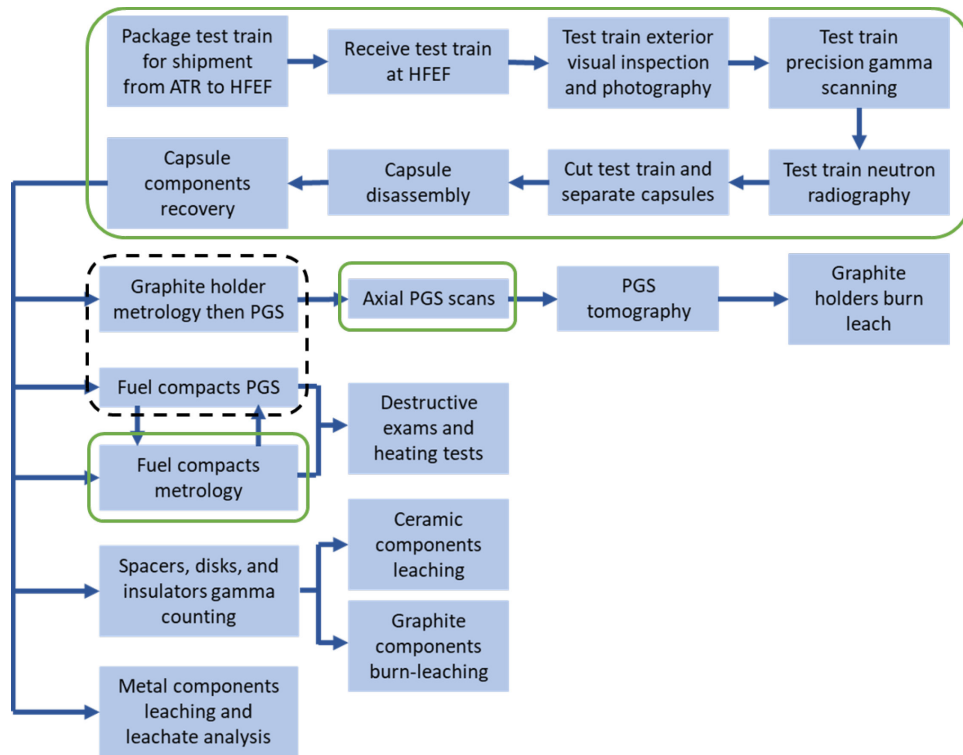 Package test train
for shipment
from ATR to HFEF
Receive test train
at HFEF
Test train exterior
visual inspection
and photography
Test train
precision gamma
scanning
Capsule
components
recovery
Capsule
disassembly
Cut test train and
separate capsules
Test train neutron
radiography
Graphite holder
metrology then PGS
Axial PGS scans
PGS
tomography
Graphite
holders burn
leach
Fuel compacts PGS
Destructive
exams and
heating tests
Fuel compacts
metrology
Ceramic
components
leaching
Spacers, disks, and
insulators gamma
counting
Graphite
components
burn-leaching
Metal components
leaching and
leachate analysis